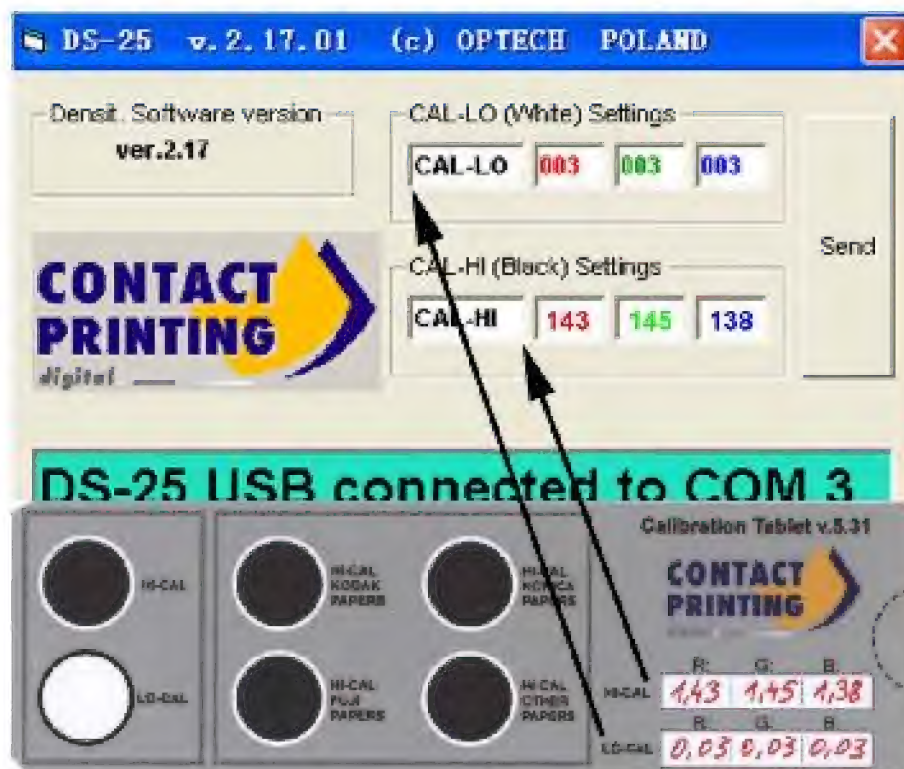 DS-25 v.2.17.01 (c) OPTECH POLAND
Densit. Software version
ver.2.17
CAL-LO (White) Settings
CAL-LO 003 003 003
Send
CONTACT
PRINTING
digital
CAL-HI (Black) Settings
CAL-HI 143 145 138
DS-25 USB connected to COM 3
Calibration Tablet v.5.31
HI-CAL
HI-CAL
KODAK
PAPERS
HI-CAL
KONICA
PAPERS
CONTACT
PRINTING
LO-CAL
HI-CAL
FUJI
PAPERS
HI-CAL
OTHER
PAPERS
R: G: B:
HI-CAL 1,43 1,45 1,38
R: G: B:
LO-CAL 0,03 0,03 0,03